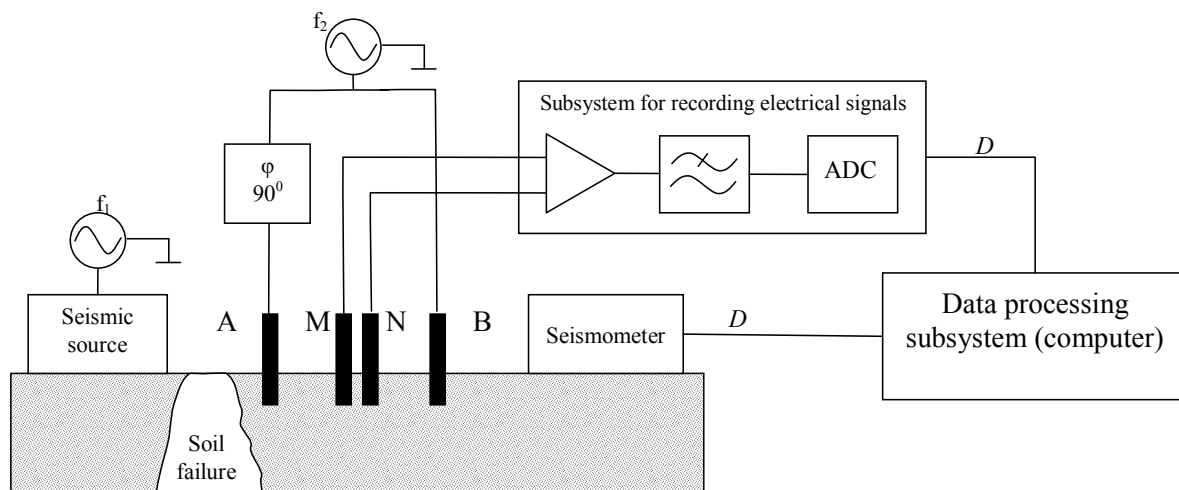 f₂
Subsystem for recording electrical signals
φ
90⁰
ADC
D
f₁
Seismic
source
A
M
N
B
Seismometer
D
Data processing
subsystem (computer)
Soil
failure